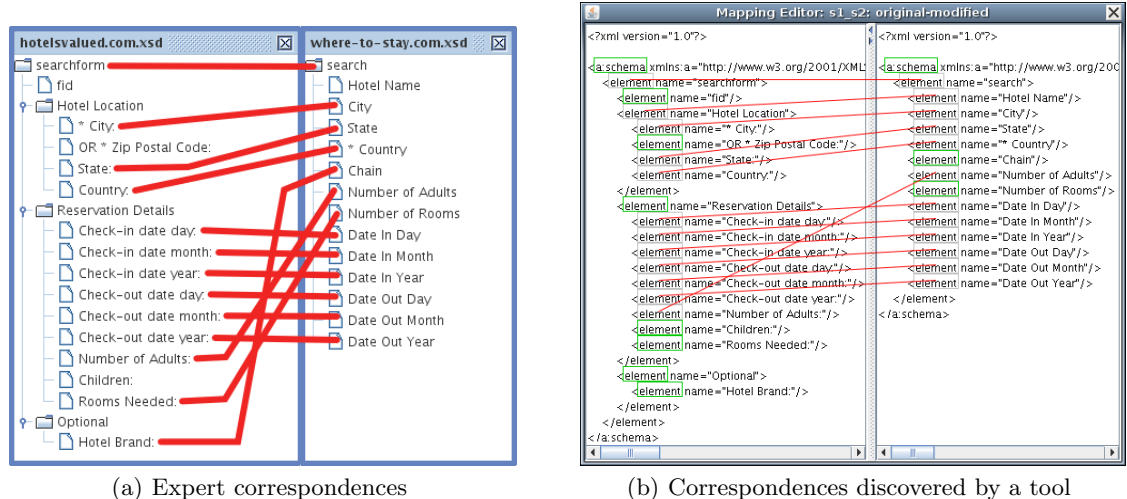 hotelsvalued.com.xsd
searchform
fid
Hotel Location
* City:
OR * Zip Postal Code:
State:
Country:
Reservation Details
Check-in date day:
Check-in date month:
Check-in date year:
Check-out date day:
Check-out date month:
Check-out date year:
Number of Adults:
Children:
Rooms Needed:
Optional
Hotel Brand:
where-to-stay.com.xsd
search
Hotel Name
City
State
* Country
Chain
Number of Adults
Number of Rooms
Date In Day
Date In Month
Date In Year
Date Out Day
Date Out Month
Date Out Year
(a) Expert correspondences
Mapping Editor: s1_s2: original-modified
<?xml version="1.0"?>
<a:schema xmlns:a="http://www.w3.org/2001/XML
<element name="searchform">
<element name="fid"/>
<element name="Hotel Location">
<element name="* City:"/>
<element name="OR * Zip Postal Code:"/>
<element name="State:"/>
<element name="Country:"/>
</element>
<element name="Reservation Details">
<element name="Check-in date day:"/>
<element name="Check-in date month:"/>
<element name="Check-in date year:"/>
<element name="Check-out date day:"/>
<element name="Check-out date month:"/>
<element name="Check-out date year:"/>
<element name="Number of Adults:"/>
<element name="Children:"/>
<element name="Rooms Needed:"/>
</element>
<element name="Optional">
<element name="Hotel Brand:"/>
</element>
</element>
</a:schema>
<?xml version="1.0"?>
<a:schema xmlns:a="http://www.w3.org/200
<element name="search">
<element name="Hotel Name"/>
<element name="City"/>
<element name="State"/>
<element name="* Country"/>
<element name="Chain"/>
<element name="Number of Adults"/>
<element name="Number of Rooms"/>
<element name="Date In Day"/>
<element name="Date In Month"/>
<element name="Date In Year"/>
<element name="Date Out Day"/>
<element name="Date Out Month"/>
<element name="Date Out Year"/>
</element>
</a:schema>
(b) Correspondences discovered by a tool